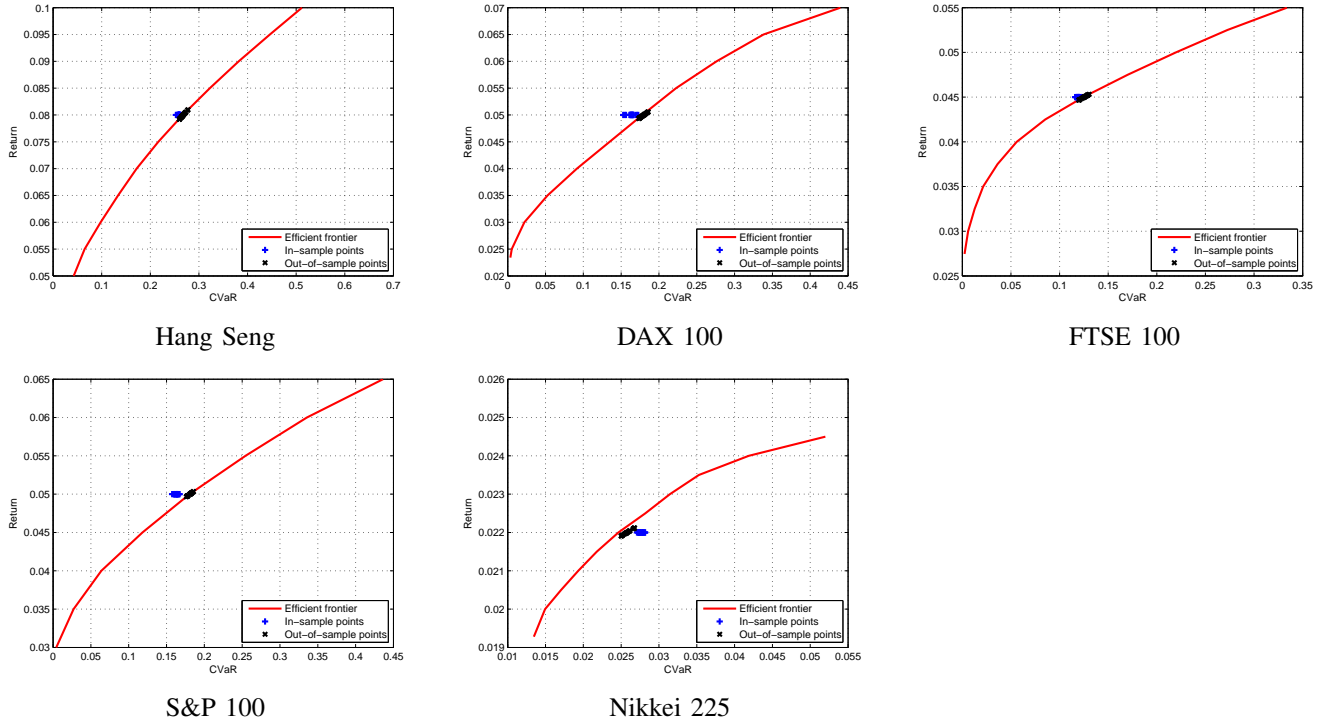 0.1
0.095
0.09
0.085
0.08
0.075
0.07
0.065
0.06
0.055
0.05
Return
0 0.1 0.2 0.3 0.4 0.5 0.6 0.7
CVaR
Efficient frontier
In−sample points
Out−of−sample points
Hang Seng
0.07
0.065
0.06
0.055
0.05
0.045
0.04
0.035
0.03
0.025
0.02
Return
0 0.05 0.1 0.15 0.2 0.25 0.3 0.35 0.4 0.45
CVaR
Efficient frontier
In−sample points
Out−of−sample points
DAX 100
0.055
0.05
0.045
0.04
0.035
0.03
0.025
Return
0 0.05 0.1 0.15 0.2 0.25 0.3 0.35
CVaR
Efficient frontier
In−sample points
Out−of−sample points
FTSE 100
0.065
0.06
0.055
0.05
0.045
0.04
0.035
0.03
Return
0 0.05 0.1 0.15 0.2 0.25 0.3 0.35 0.4 0.45
CVaR
Efficient frontier
In−sample points
Out−of−sample points
S&P 100
0.026
0.025
0.024
0.023
0.022
0.021
0.02
0.019
Return
0.01 0.015 0.02 0.025 0.03 0.035 0.04 0.045 0.05 0.055
CVaR
Efficient frontier
In−sample points
Out−of−sample points
Nikkei 225